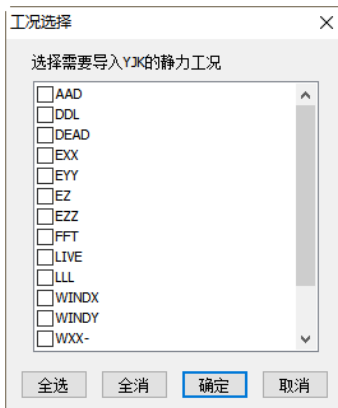 工况选择
选择需要导入YJK的静力工况
AAD
DDL
DEAD
EXX
EYY
EZ
EZZ
FFT
LIVE
LLL
WINDX
WINDY
WXX-
全选 全消 确定 取消